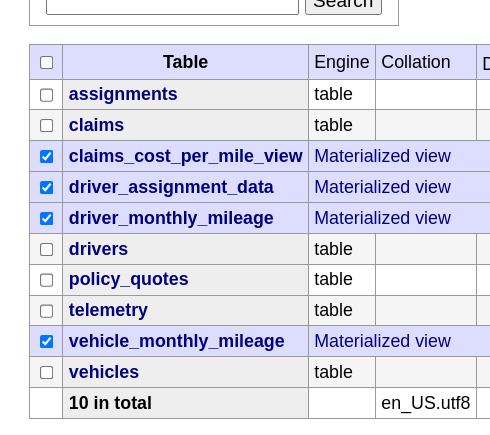 Search
Table Engine Collation
assignments table
claims table
claims_cost_per_mile_view Materialized view
driver_assignment_data Materialized view
driver_monthly_mileage Materialized view
drivers table
policy_quotes table
telemetry table
vehicle_monthly_mileage Materialized view
vehicles table
10 in total en_US.utf8